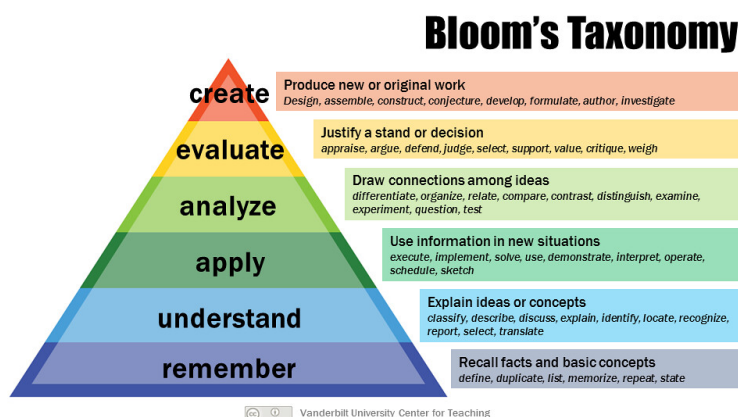 Bloom's Taxonomy
create
Produce new or original work
Design, assemble, construct, conjecture, develop, formulate, author, investigate
evaluate
Justify a stand or decision
appraise, argue, defend, judge, select, support, value, critique, weigh
analyze
Draw connections among ideas
differentiate, organize, relate, compare, contrast, distinguish, examine,
experiment, question, test
apply
Use information in new situations
execute, implement, solve, use, demonstrate, interpret, operate,
schedule, sketch
understand
Explain ideas or concepts
classify, describe, discuss, explain, identify, locate, recognize,
report, select, translate
remember
Recall facts and basic concepts
define, duplicate, list, memorize, repeat, state
cc Vanderbilt University Center for Teaching